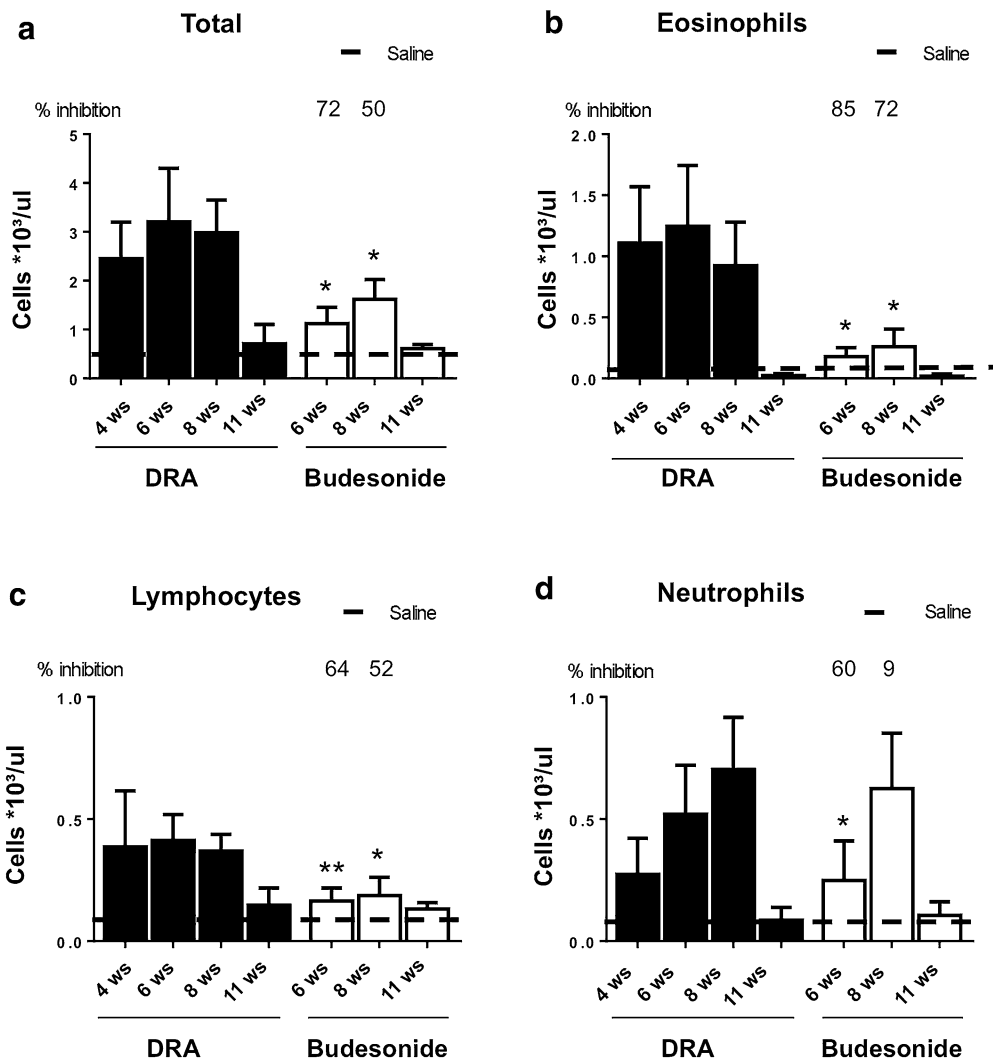 a Total
Saline
% inhibition 72 50
5
4
3
2
1
0
Cells *10³/ul
* *
4 ws 6 ws 8 ws 11 ws 6 ws 8 ws 11 ws
DRA Budesonide
b Eosinophils
Saline
% inhibition 85 72
2.0
1.5
1.0
0.5
0.0
Cells *10³/ul
* *
4 ws 6 ws 8 ws 11 ws 6 ws 8 ws 11 ws
DRA Budesonide
c Lymphocytes
Saline
% inhibition 64 52
1.0
0.5
0.0
Cells *10³/ul
** *
4 ws 6 ws 8 ws 11 ws 6 ws 8 ws 11 ws
DRA Budesonide
d Neutrophils
Saline
% inhibition 60 9
1.0
0.5
0.0
Cells *10³/ul
*
4 ws 6 ws 8 ws 11 ws 6 ws 8 ws 11 ws
DRA Budesonide